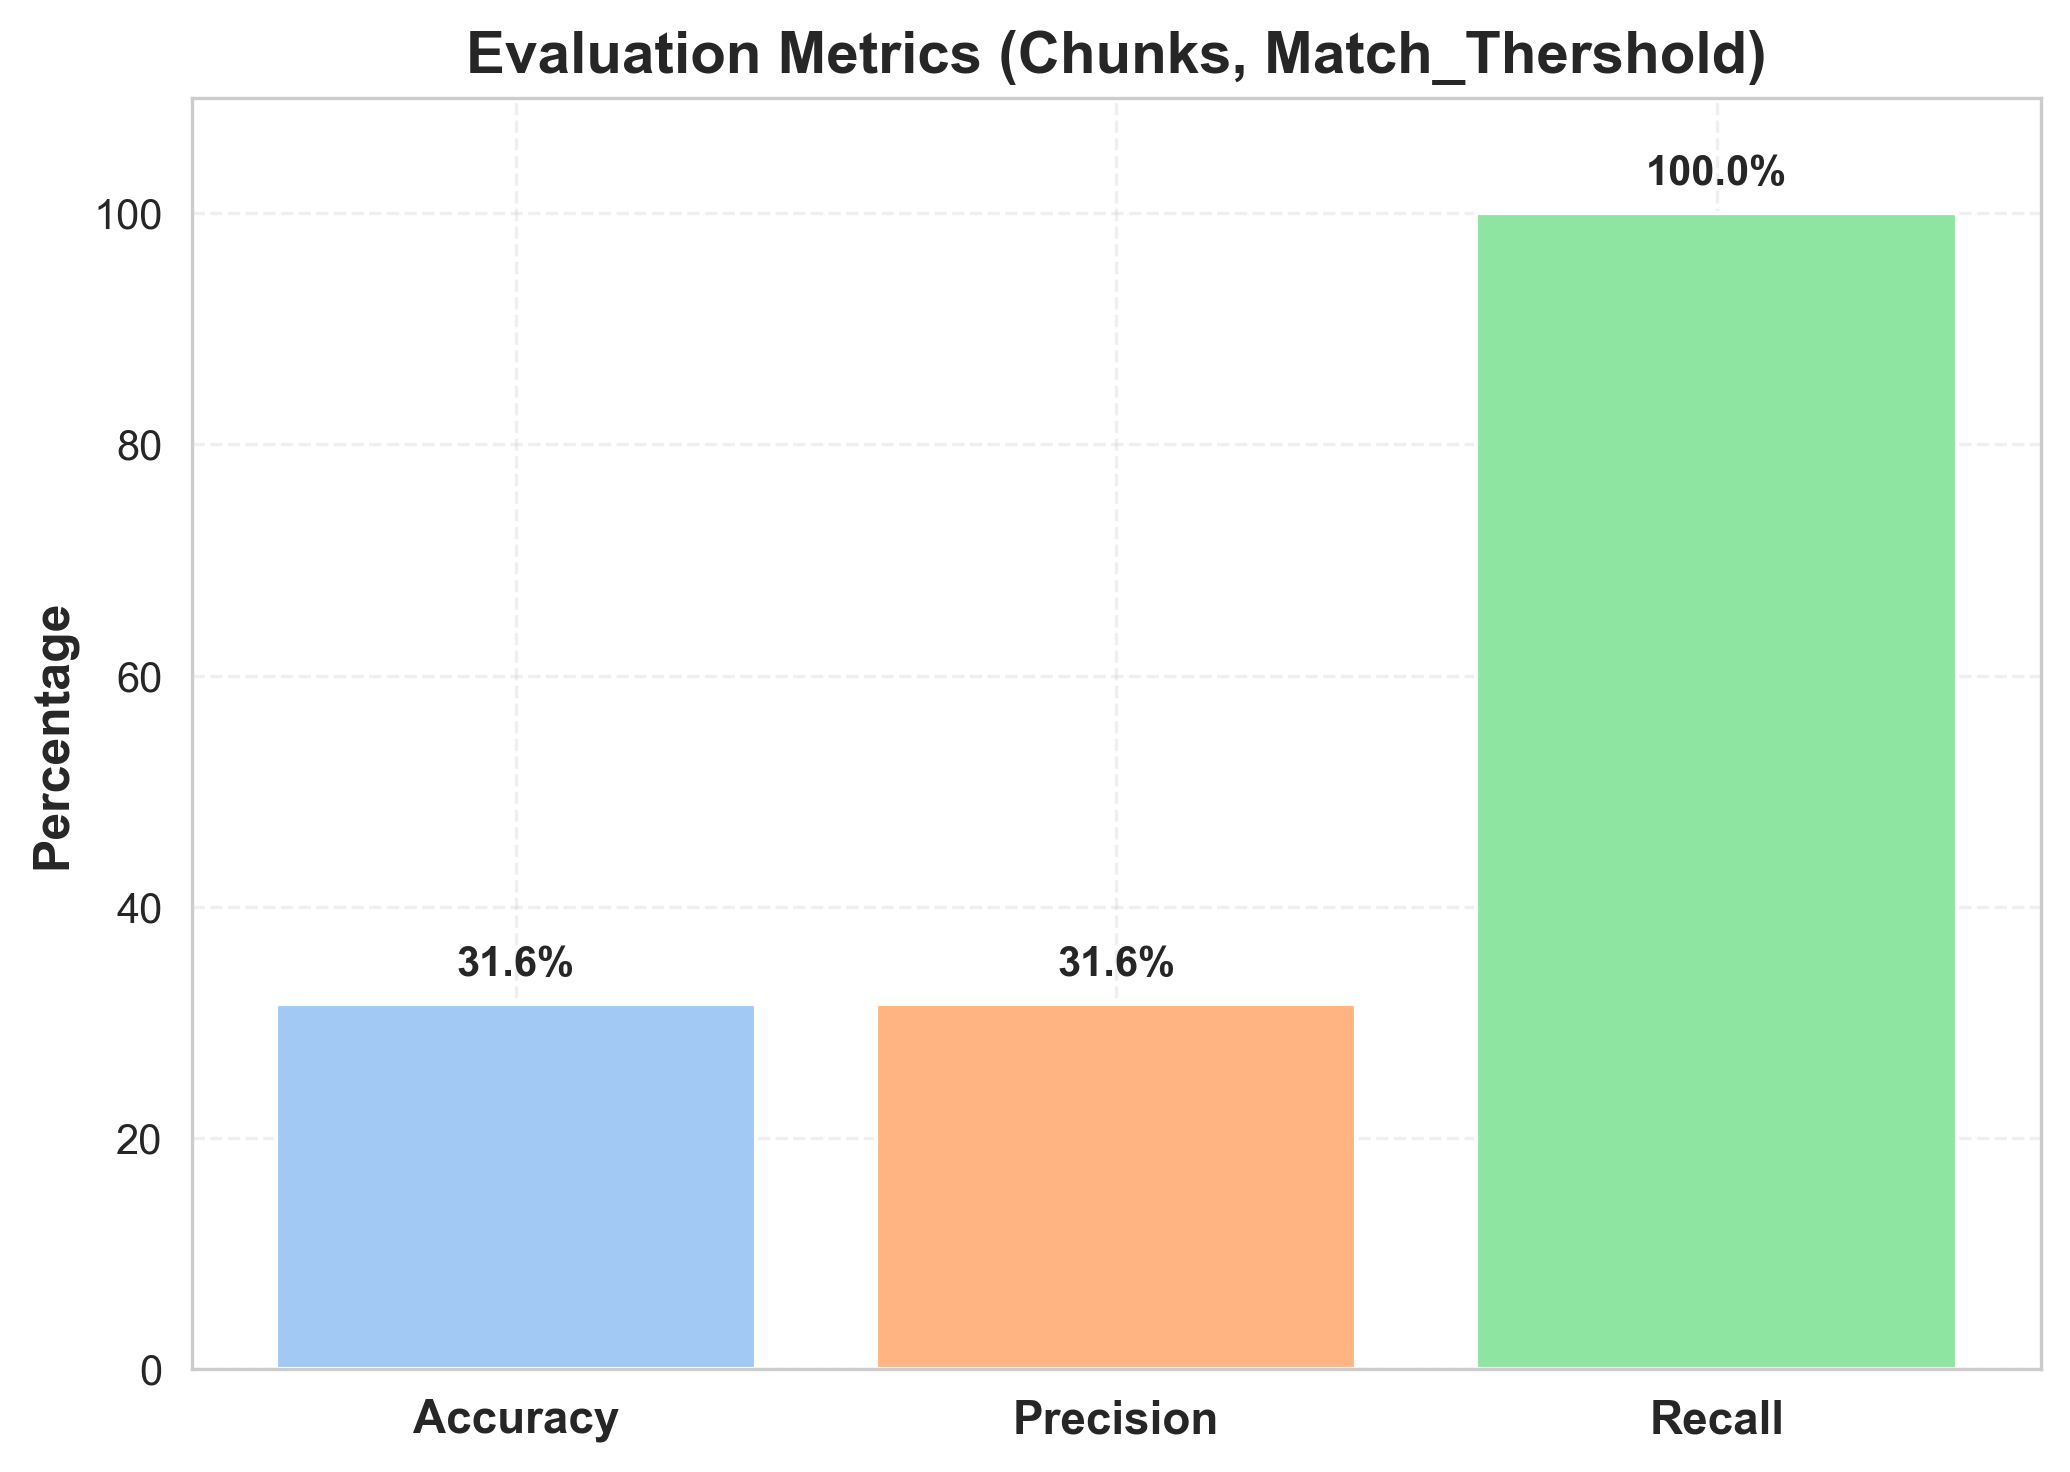 Evaluation Metrics (Chunks, Match_Thershold)
100.0%
100
80
60
40
20
0
Percentage
31.6%
31.6%
Accuracy
Precision
Recall